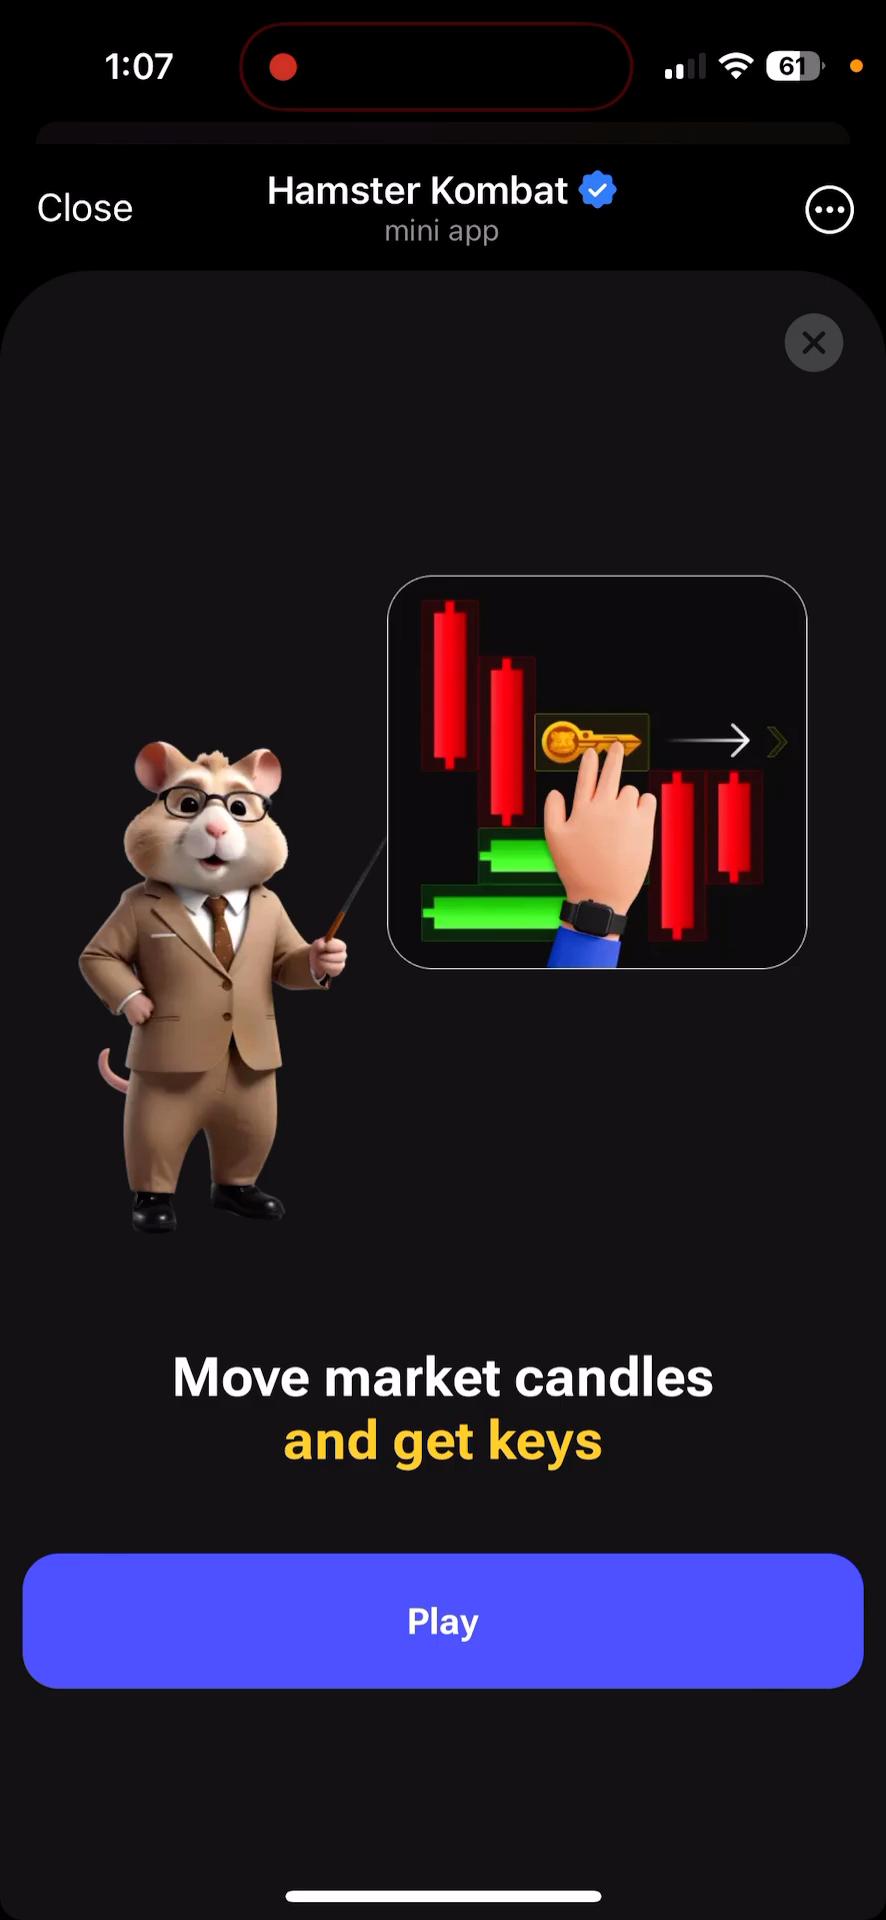 1:07
61
Close
Hamster Kombat
mini app
Move market candles
and get keys
Play